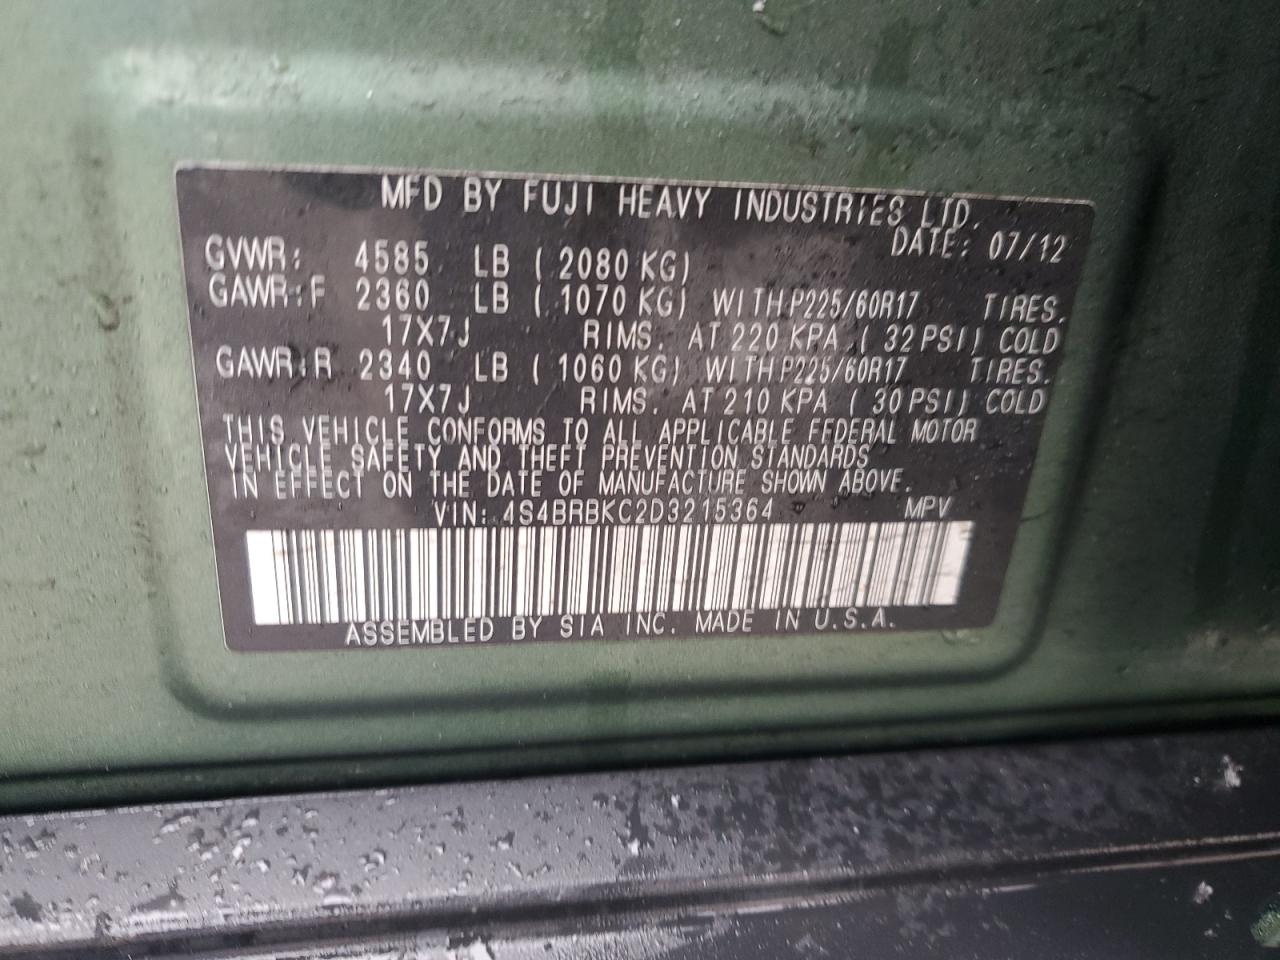 MFD BY FUJI HEAVY INDUSTRIES LTD.
DATE: 07/12
GVWR: 4585 LB ( 2080 KG)
GAWR:F 2360 LB ( 1070 KG) WITH P225/60R17 TIRES.
17X7J RIMS. AT 220 KPA ( 32 PSI) COLD
GAWR:R 2340 LB ( 1060 KG) WITH P225/60R17 TIRES.
17X7J RIMS. AT 210 KPA ( 30 PSI) COLD
THIS VEHICLE CONFORMS TO ALL APPLICABLE FEDERAL MOTOR
VEHICLE SAFETY AND THEFT PREVENTION STANDARDS
IN EFFECT ON THE DATE OF MANUFACTURE SHOWN ABOVE.
VIN: 4S4BRBKC2D3215364 MPV
ASSEMBLED BY SIA INC. MADE IN U.S.A.